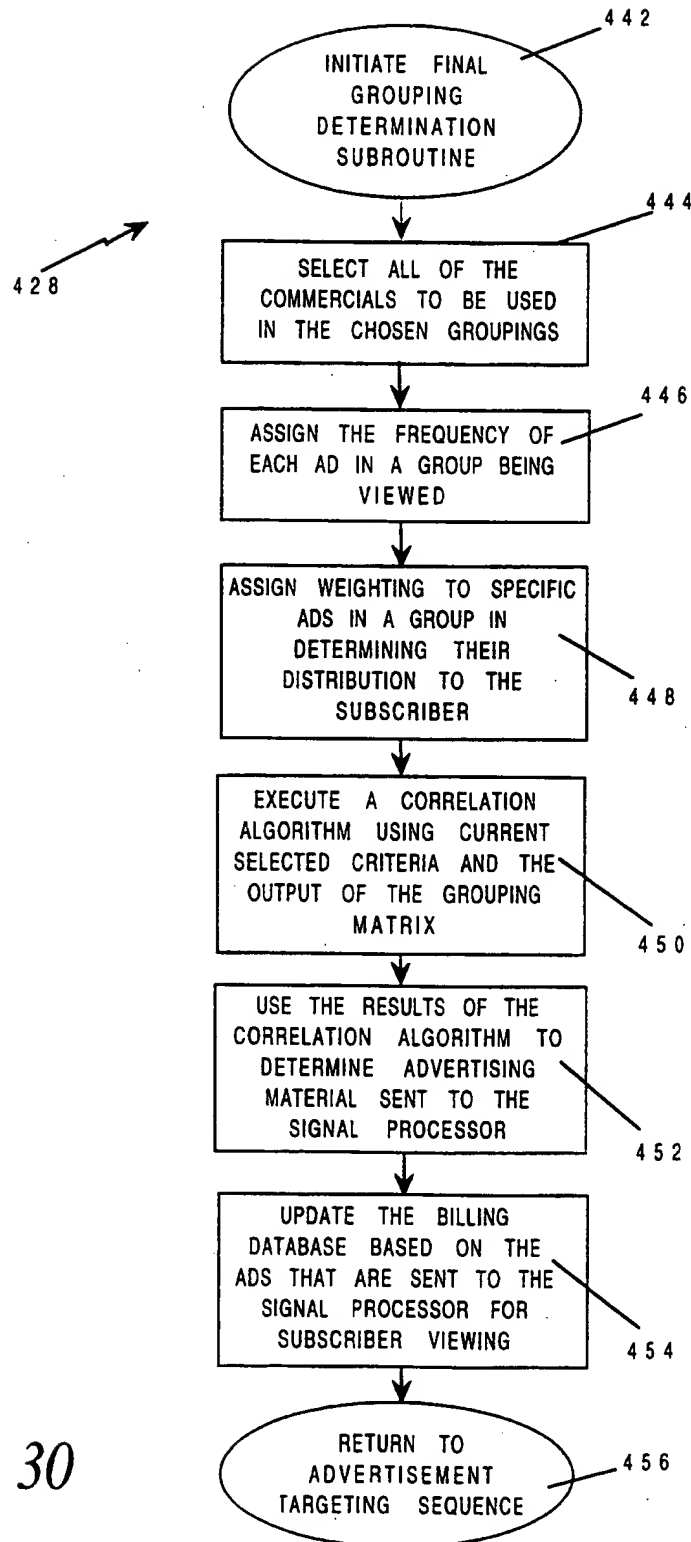 442
INITIATE FINAL
GROUPING
DETERMINATION
SUBROUTINE
428
444
SELECT ALL OF THE
COMMERCIALS TO BE USED
IN THE CHOSEN GROUPINGS
446
ASSIGN THE FREQUENCY OF
EACH AD IN A GROUP BEING
VIEWED
ASSIGN WEIGHTING TO SPECIFIC
ADS IN A GROUP IN
DETERMINING THEIR
DISTRIBUTION TO THE
SUBSCRIBER
448
EXECUTE A CORRELATION
ALGORITHM USING CURRENT
SELECTED CRITERIA AND THE
OUTPUT OF THE GROUPING
MATRIX
450
USE THE RESULTS OF THE
CORRELATION ALGORITHM TO
DETERMINE ADVERTISING
MATERIAL SENT TO THE
SIGNAL PROCESSOR
452
UPDATE THE BILLING
DATABASE BASED ON THE
ADS THAT ARE SENT TO THE
SIGNAL PROCESSOR FOR
SUBSCRIBER VIEWING
454
30
RETURN TO
ADVERTISEMENT
TARGETING SEQUENCE
456